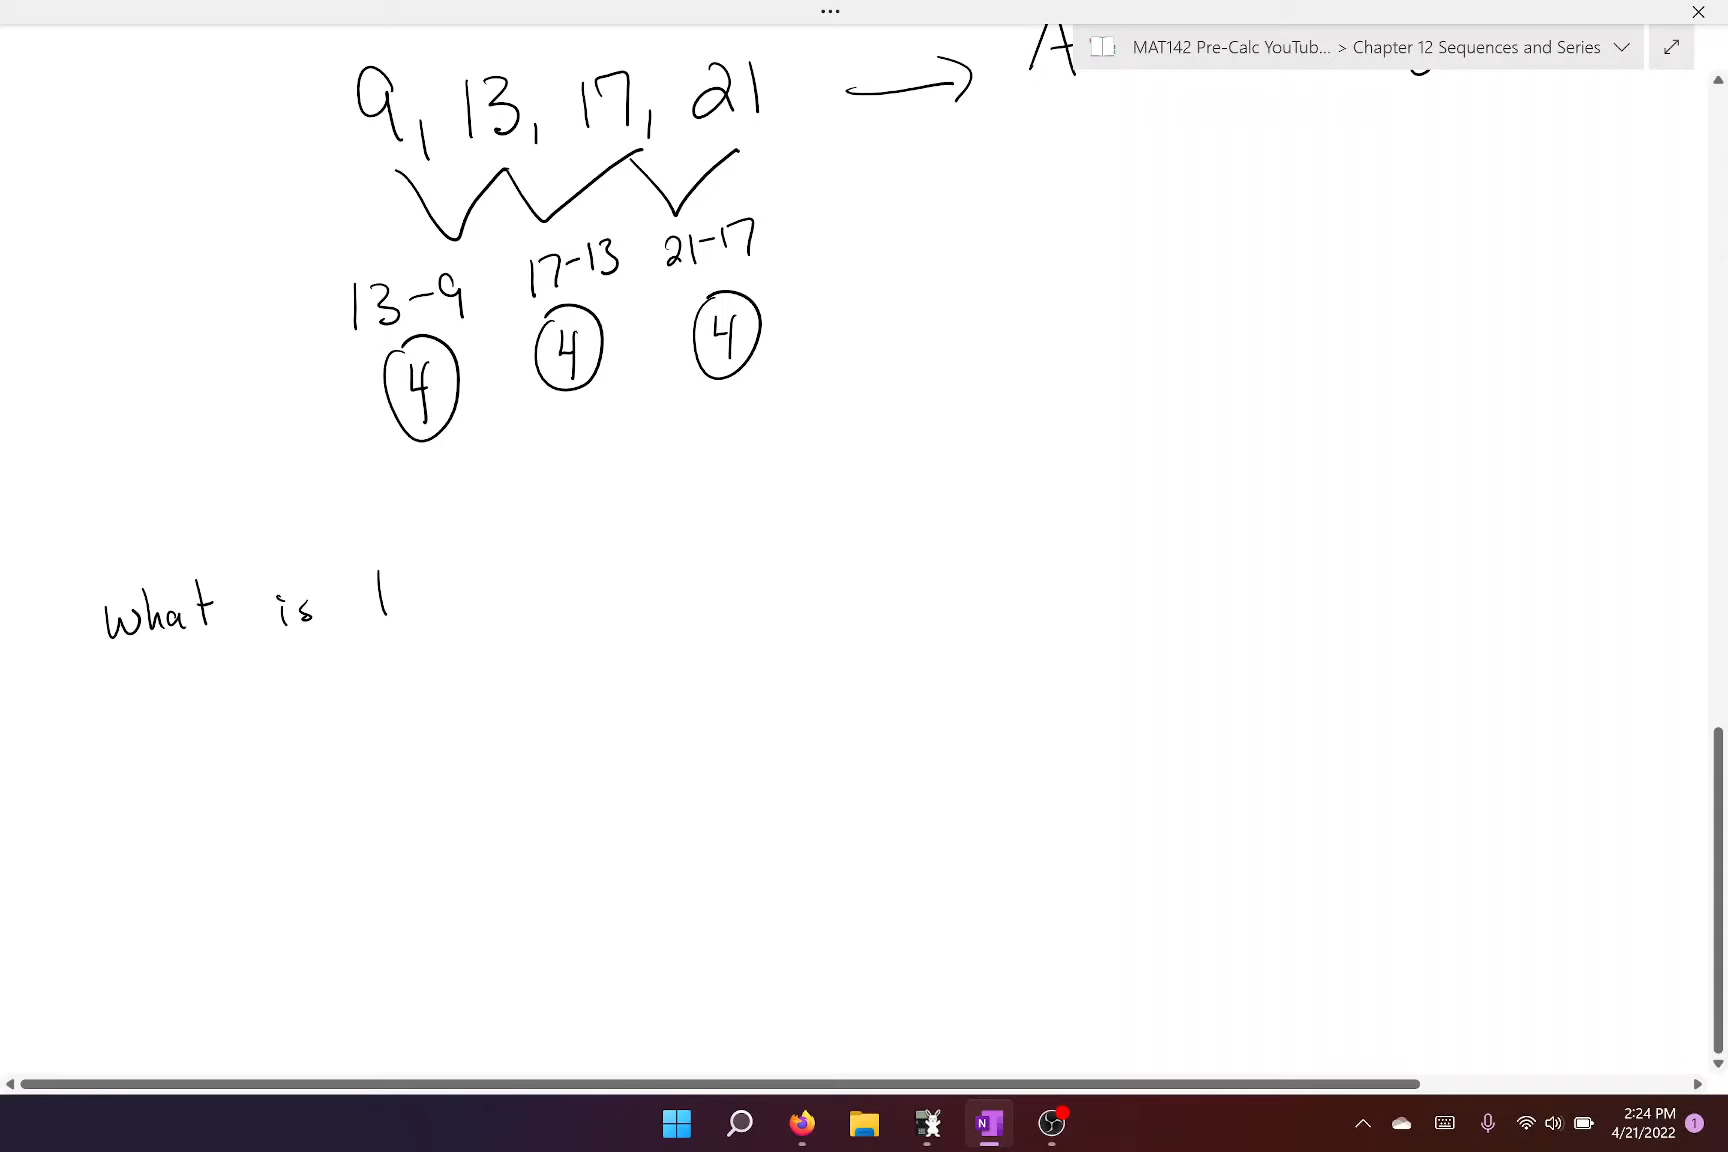 ...
A
MAT142 Pre-Calc YouTub... > Chapter 12 Sequences and Series
9, 13, 17, 21 →
13-9 17-13 21-17
4 4 4
what is
2:24 PM
4/21/2022
1